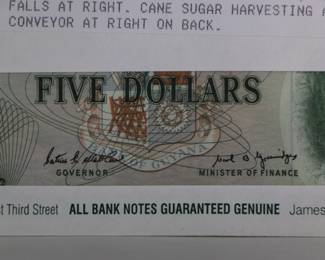 FALLS AT RIGHT. CANE SUGAR HARVESTING
CONVEYOR AT RIGHT ON BACK.
FIVE DOLLARS
BANK OF GUYANA
GOVERNOR
MINISTER OF FINANCE
Third Street ALL BANK NOTES GUARANTEED GENUINE James